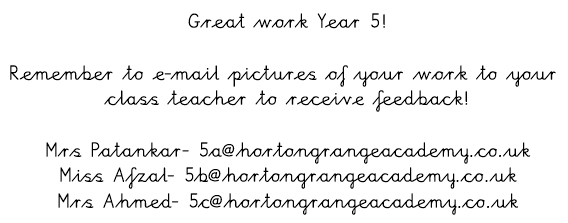 Great work Year 5!
Remember to e-mail pictures of your work to your
class teacher to receive feedback!
Mrs Patankar- 5a@hortongrangeacademy.co.uk
Miss Afzal- 5b@hortongrangeacademy.co.uk
Mrs Ahmed- 5c@hortongrangeacademy.co.uk